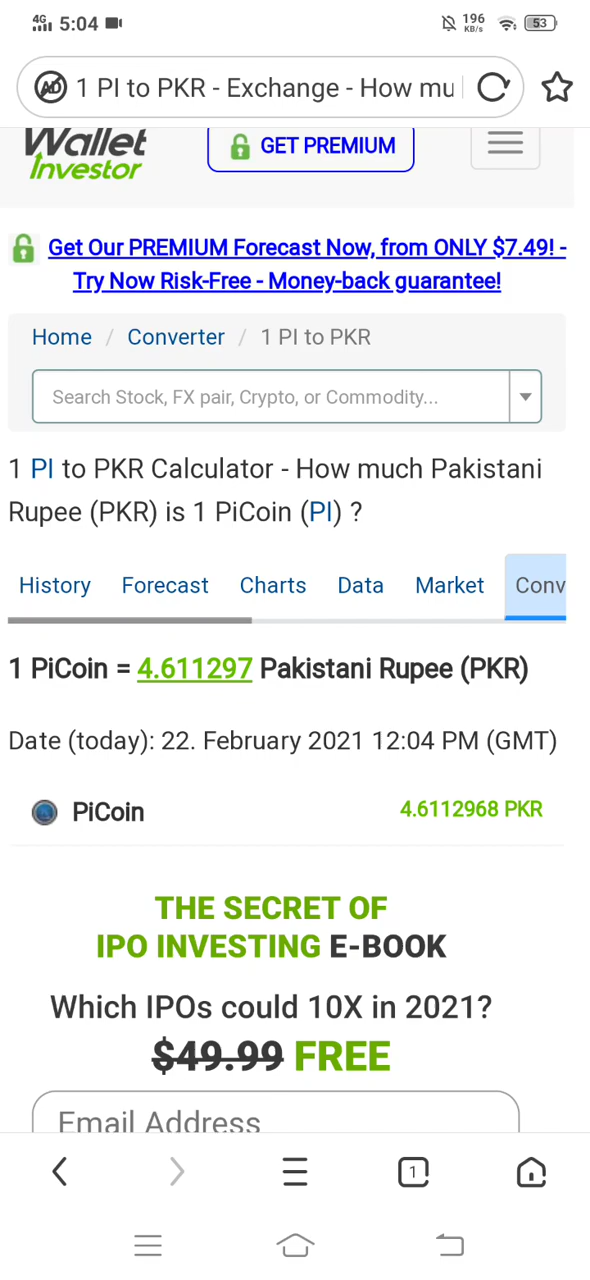 4G 5:04 196 KB/s 53
AD 1 PI to PKR - Exchange - How mu
Wallet
Investor
GET PREMIUM
Get Our PREMIUM Forecast Now, from ONLY $7.49! -
Try Now Risk-Free - Money-back guarantee!
Home / Converter / 1 PI to PKR
Search Stock, FX pair, Crypto, or Commodity...
1 PI to PKR Calculator - How much Pakistani
Rupee (PKR) is 1 PiCoin (PI) ?
History Forecast Charts Data Market Conv
1 PiCoin = 4.611297 Pakistani Rupee (PKR)
Date (today): 22. February 2021 12:04 PM (GMT)
PiCoin 4.6112968 PKR
THE SECRET OF
IPO INVESTING E-BOOK
Which IPOs could 10X in 2021?
$49.99 FREE
Email Address
1